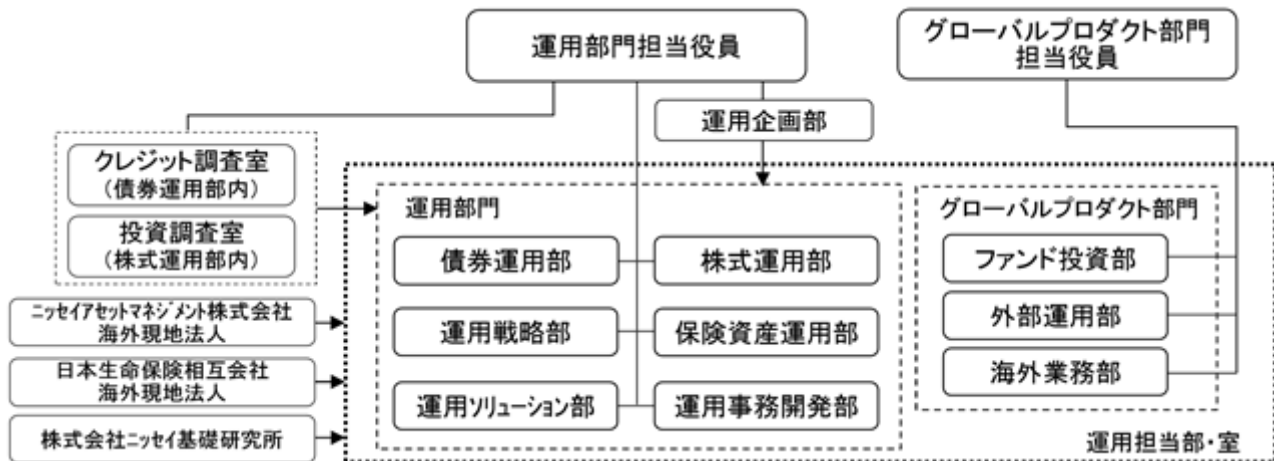 運用部門担当役員
グローバルプロダクト部門
担当役員
運用企画部
クレジット調査室
(債券運用部内)
投資調査室
(株式運用部内)
運用部門
債券運用部
株式運用部
運用戦略部
保険資産運用部
運用ソリューション部
運用事務開発部
グローバルプロダクト部門
ファンド投資部
外部運用部
海外業務部
ニッセイアセットマネジメント株式会社
海外現地法人
日本生命保険相互会社
海外現地法人
株式会社ニッセイ基礎研究所
運用担当部・室